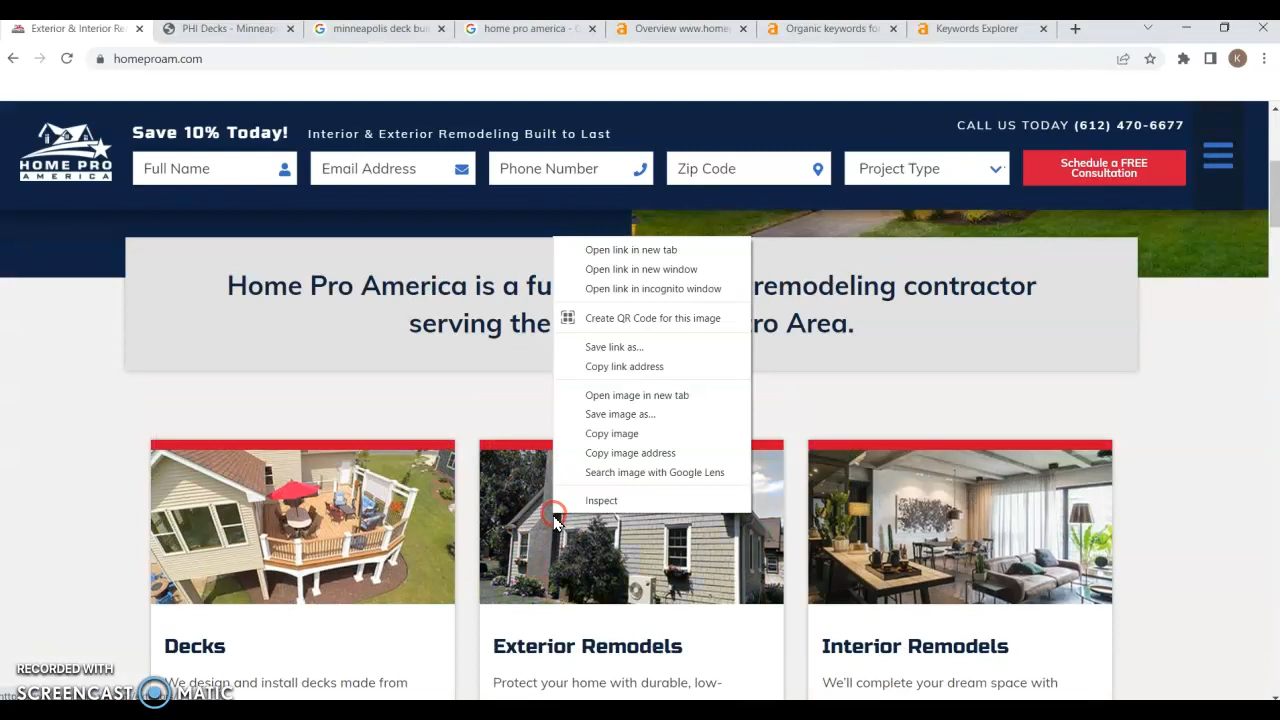 Exterior & Interior Re
PHI Decks - Minneap
minneapolis deck bui
home pro america - G
Overview www.home
Organic keywords fo
Keywords Explorer
homeproam.com
K
HOME PRO
AMERICA
Save 10% Today!
Interior & Exterior Remodeling Built to Last
CALL US TODAY (612) 470-6677
Full Name
Email Address
Phone Number
Zip Code
Project Type
Schedule a FREE
Consultation
Home Pro America is a fu
remodeling contractor
serving the
ro Area.
Open link in new tab
Open link in new window
Open link in incognito window
Create QR Code for this image
Save link as...
Copy link address
Open image in new tab
Save image as...
Copy image
Copy image address
Search image with Google Lens
Inspect
Decks
Exterior Remodels
Interior Remodels
We design and install decks made from
Protect your home with durable, low-
We'll complete your dream space with
RECORDED WITH
SCREENCAST MATIC